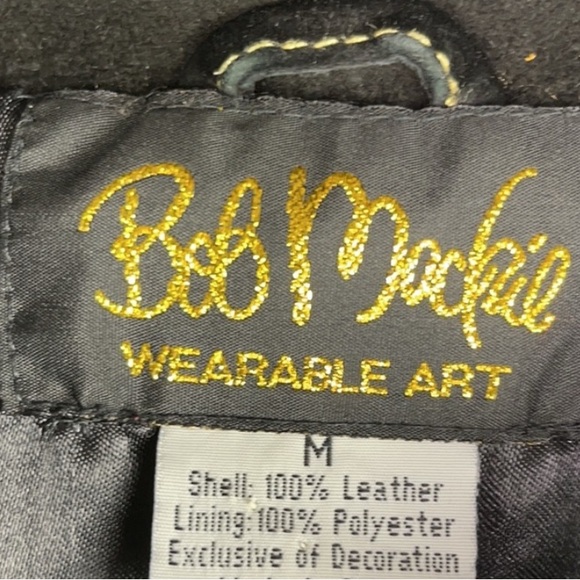 Bob Mackie
WEARABLE ART
M
Shell: 100% Leather
Lining:100% Polyester
Exclusive of Decoration